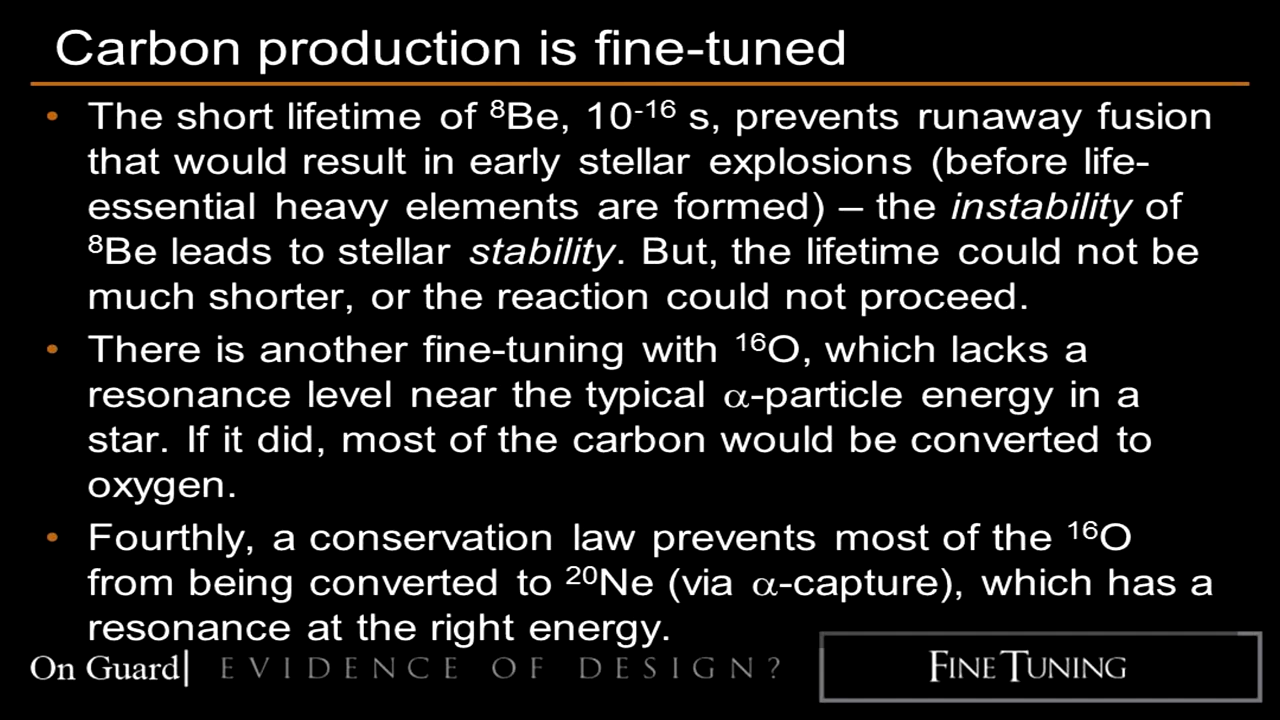 Carbon production is fine-tuned
• The short lifetime of ⁸Be, 10⁻¹⁶ s, prevents runaway fusion
that would result in early stellar explosions (before life-
essential heavy elements are formed) – the instability of
⁸Be leads to stellar stability. But, the lifetime could not be
much shorter, or the reaction could not proceed.
• There is another fine-tuning with ¹⁶O, which lacks a
resonance level near the typical α-particle energy in a
star. If it did, most of the carbon would be converted to
oxygen.
• Fourthly, a conservation law prevents most of the ¹⁶O
from being converted to ²⁰Ne (via α-capture), which has a
resonance at the right energy.
On Guard| EVIDENCE OF DESIGN? FINE TUNING